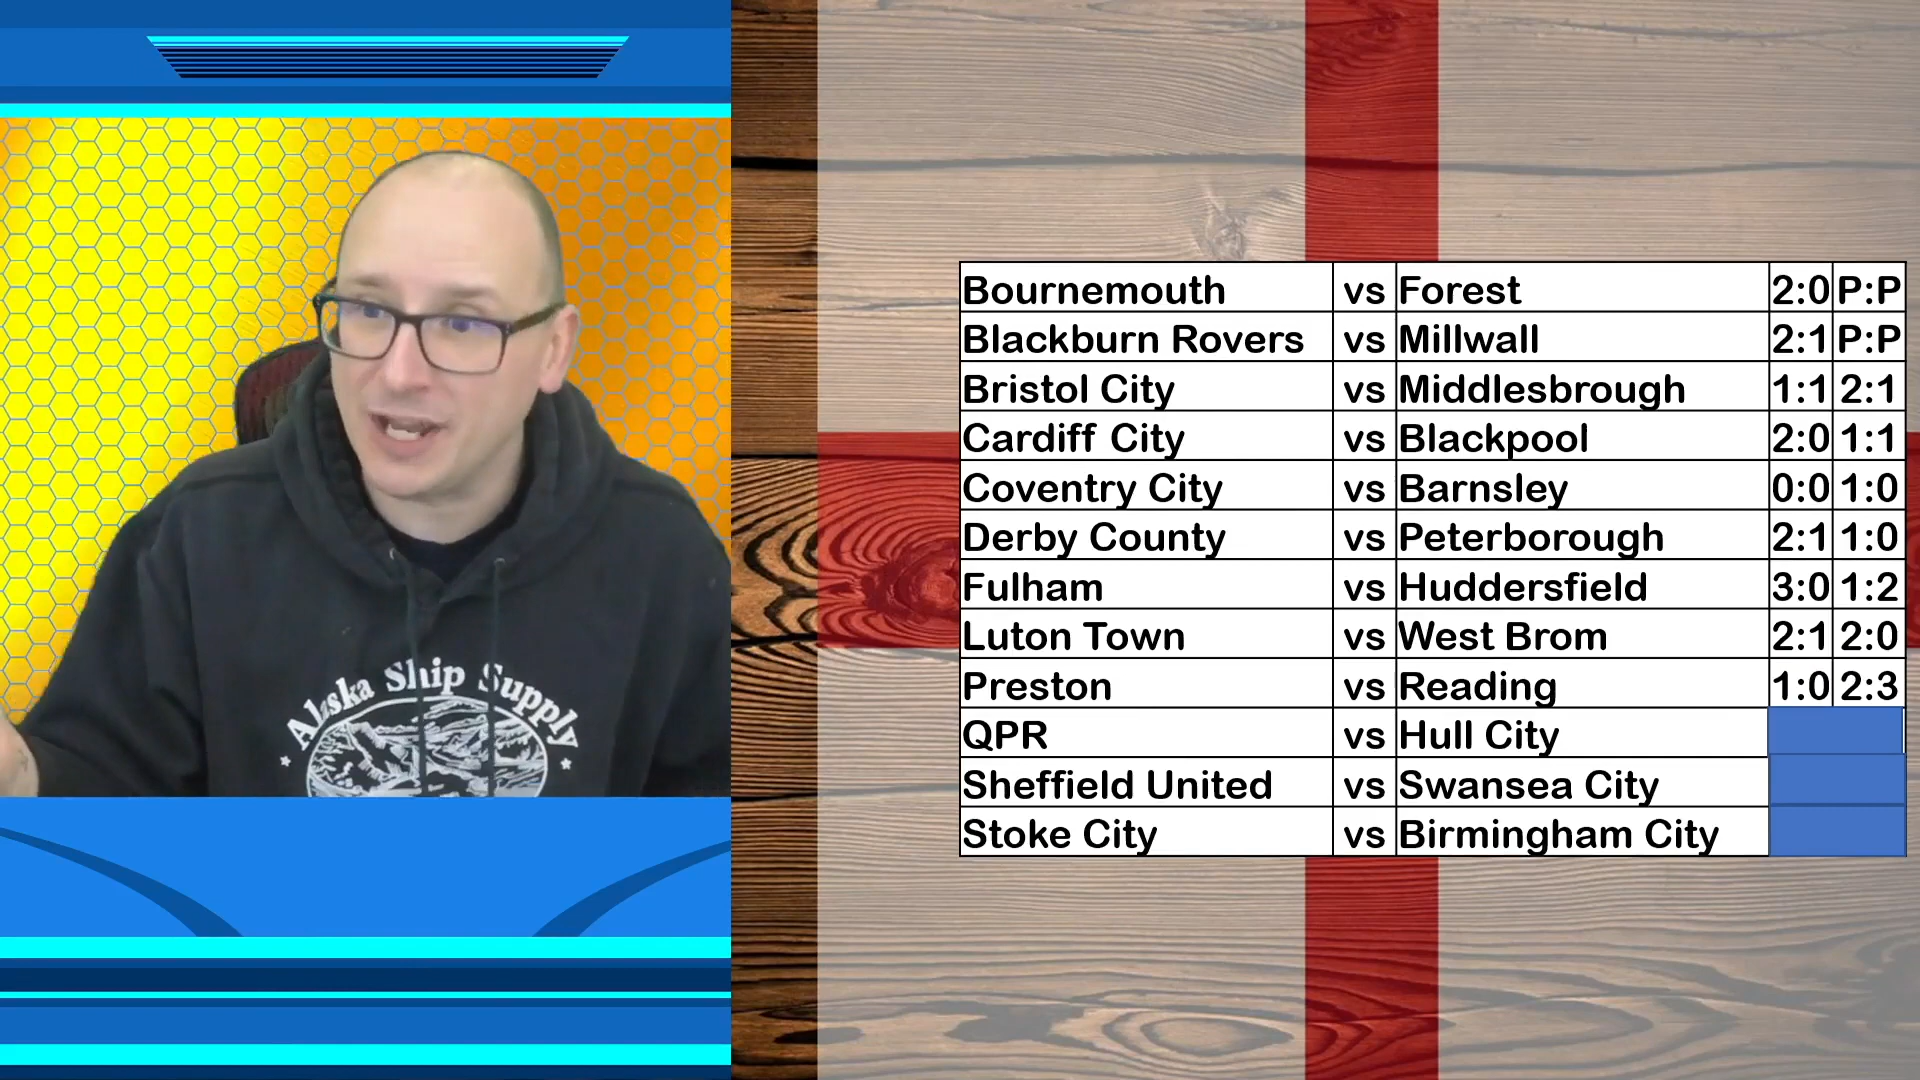 Alaska Ship Supply
Bournemouth vs Forest 2:0 P:P
Blackburn Rovers vs Millwall 2:1 P:P
Bristol City vs Middlesbrough 1:1 2:1
Cardiff City vs Blackpool 2:0 1:1
Coventry City vs Barnsley 0:0 1:0
Derby County vs Peterborough 2:1 1:0
Fulham vs Huddersfield 3:0 1:2
Luton Town vs West Brom 2:1 2:0
Preston vs Reading 1:0 2:3
QPR vs Hull City
Sheffield United vs Swansea City
Stoke City vs Birmingham City